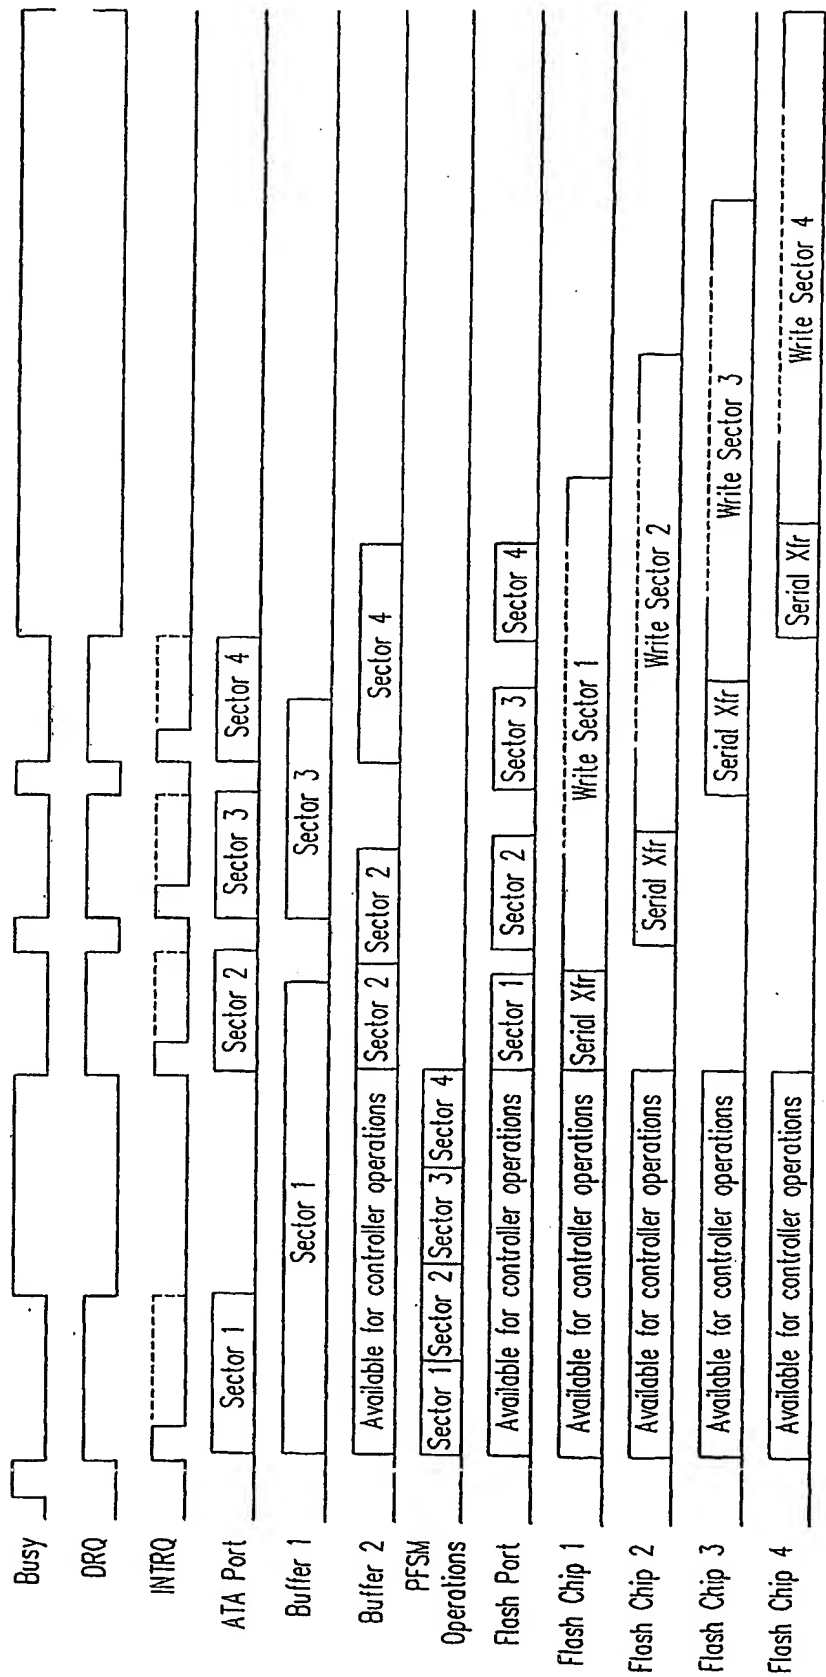 Busy
DRQ
INTRQ
ATA Port
Sector 1
Sector 2
Sector 3
Sector 4
Buffer 1
Sector 1
Sector 3
Buffer 2
Available for controller operations
Sector 2
Sector 2
Sector 4
PFSM
Operations
Sector 1
Sector 2
Sector 3
Sector 4
Flash Port
Available for controller operations
Sector 1
Sector 2
Sector 3
Sector 4
Flash Chip 1
Available for controller operations
Serial Xfr
Write Sector 1
Flash Chip 2
Available for controller operations
Serial Xfr
Write Sector 2
Flash Chip 3
Available for controller operations
Serial Xfr
Write Sector 3
Flash Chip 4
Available for controller operations
Serial Xfr
Write Sector 4